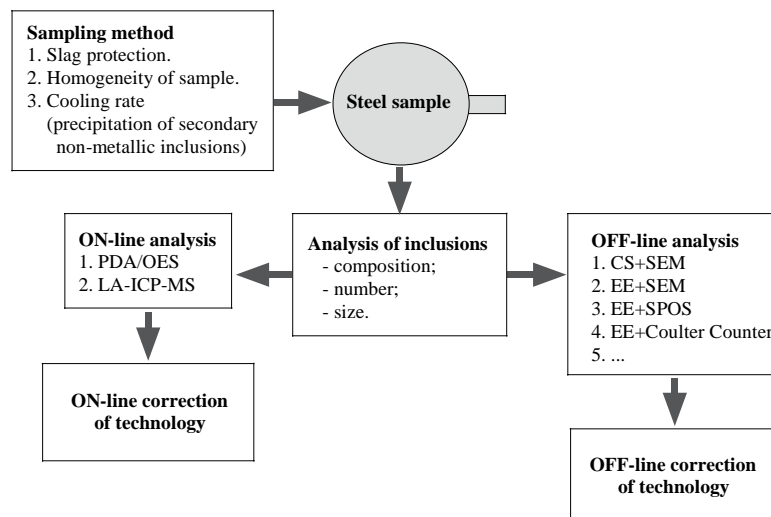 Sampling method
1. Slag protection.
2. Homogeneity of sample.
3. Cooling rate
(precipitation of secondary
non-metallic inclusions)
Steel sample
ON-line analysis
1. PDA/OES
2. LA-ICP-MS
Analysis of inclusions
- composition;
- number;
- size.
OFF-line analysis
1. CS+SEM
2. EE+SEM
3. EE+SPOS
4. EE+Coulter Counter
5. ...
ON-line correction
of technology
OFF-line correction
of technology